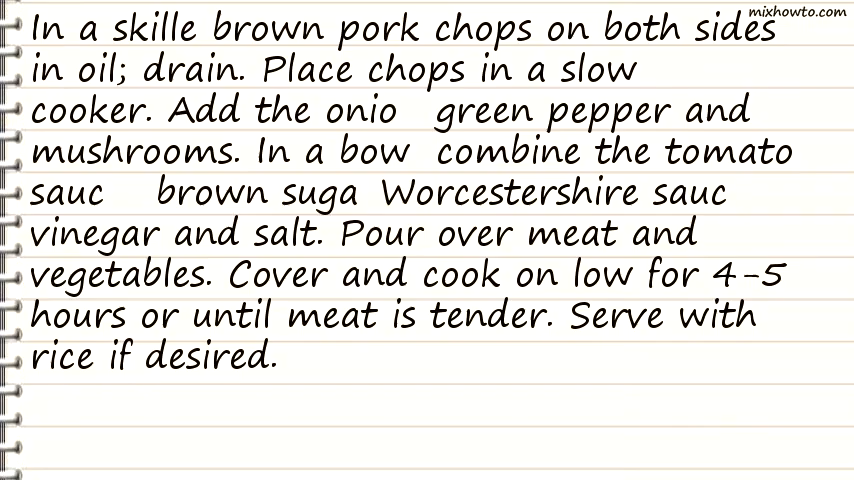 mixhowto.com
In a skille brown pork chops on both sides
in oil; drain. Place chops in a slow
cooker. Add the onio green pepper and
mushrooms. In a bow combine the tomato
sauc brown suga Worcestershire sauc
vinegar and salt. Pour over meat and
vegetables. Cover and cook on low for 4-5
hours or until meat is tender. Serve with
rice if desired.